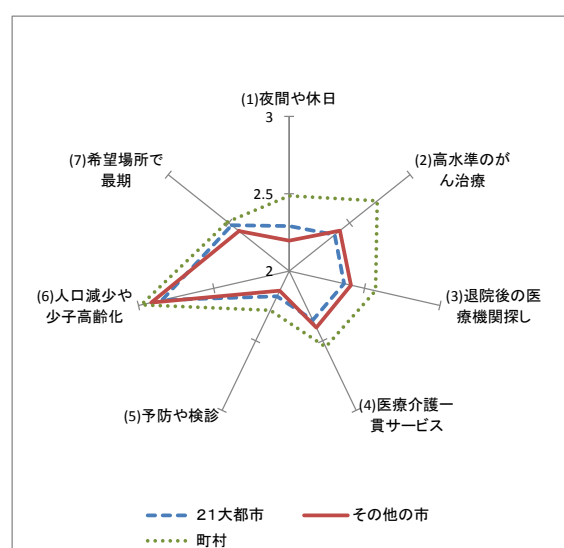 (1)夜間や休日
3
(7)希望場所で
最期
(2)高水準のが
ん治療
2.5
2
(6)人口減少や
少子高齢化
(3)退院後の医
療機関探し
(5)予防や検診
(4)医療介護一
貫サービス
21大都市
その他の市
町村